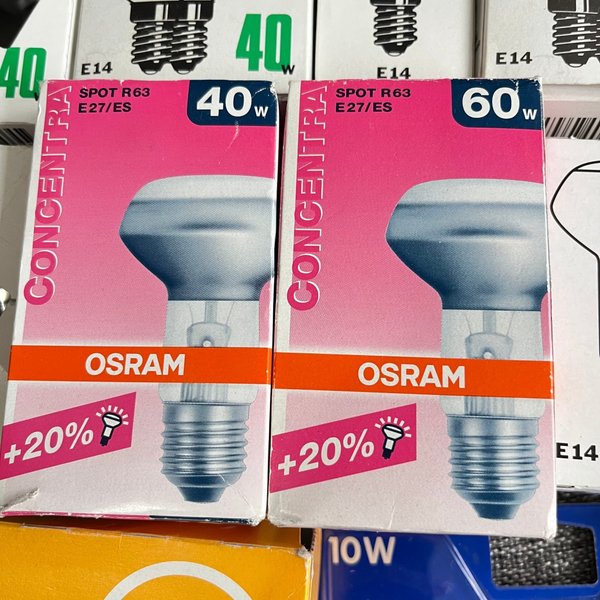 40
E14
40W
E14
E14
CONCENTRA
SPOT R63
E27/ES
40W
OSRAM
+20%
CONCENTRA
SPOT R63
E27/ES
60W
OSRAM
+20%
E14
10W